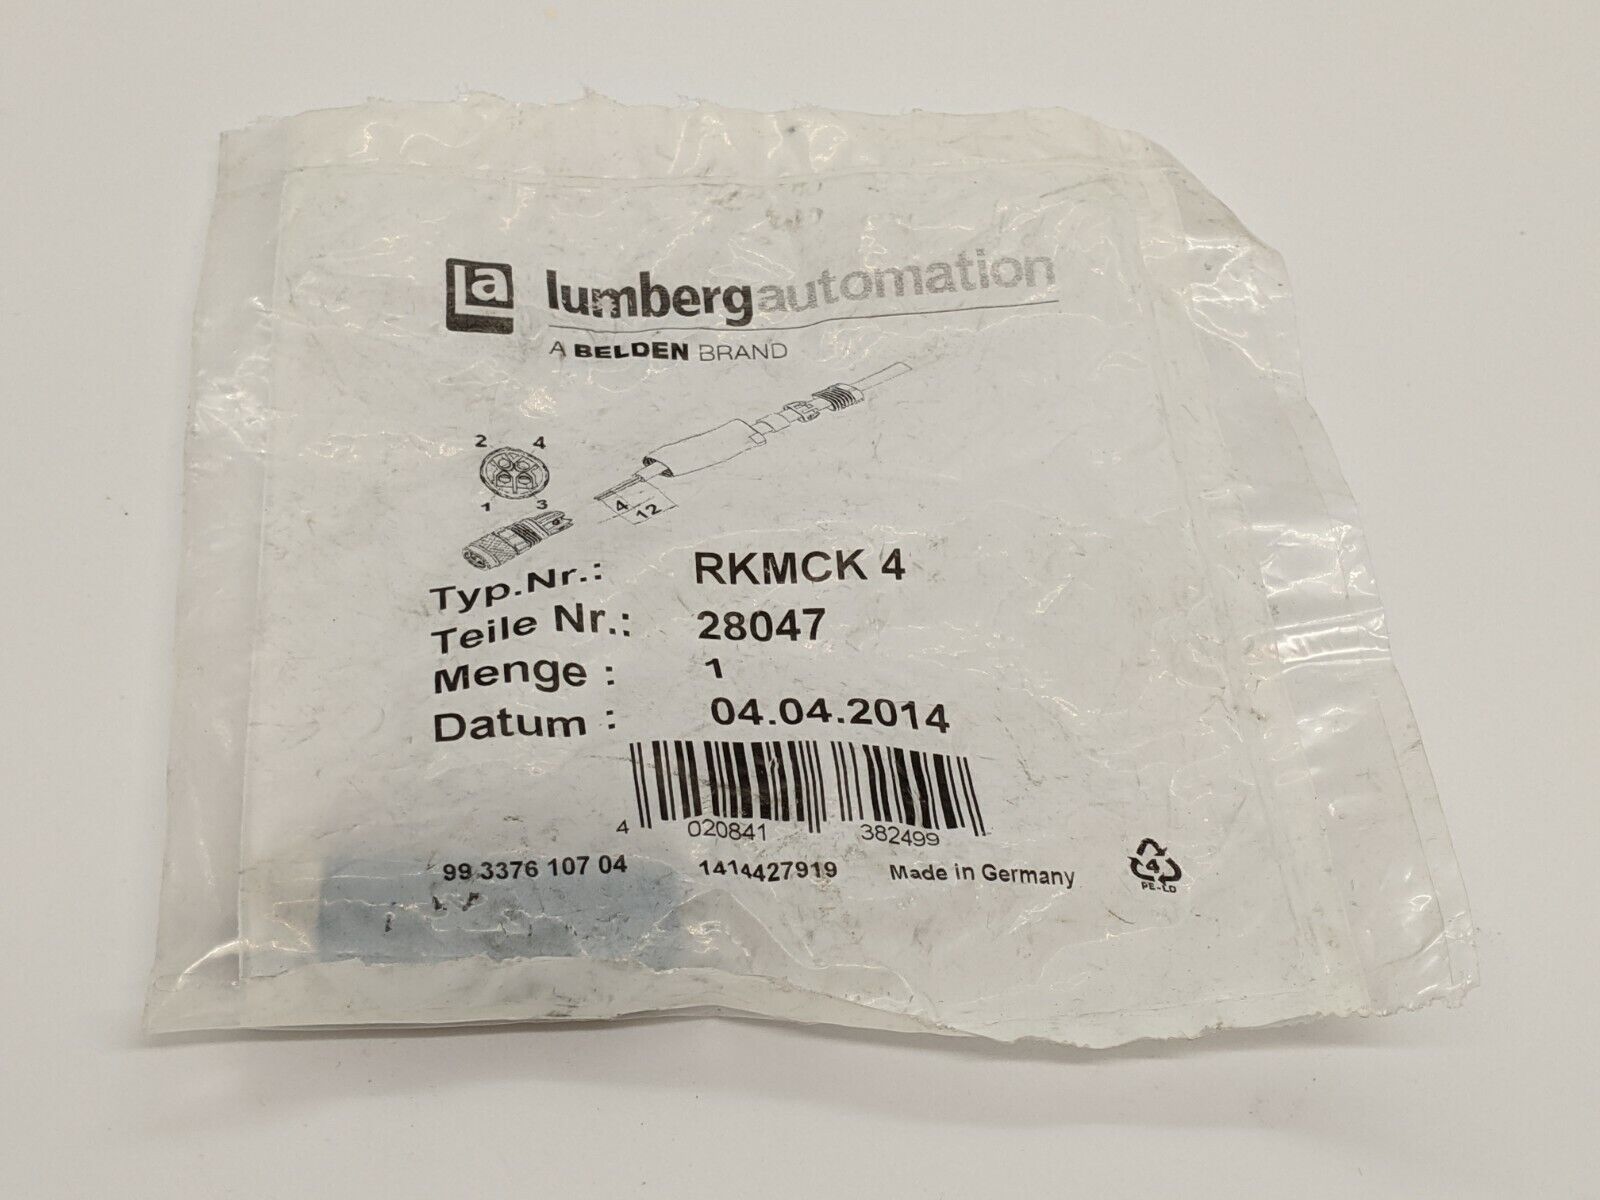 la lumbergautomation
A BELDEN BRAND
2 4
1 3
4
12
Typ.Nr.: RKMCK 4
Teile Nr.: 28047
Menge : 1
Datum : 04.04.2014
4 020841 382499
99 3376 107 04 1414427919 Made in Germany
4
PE-LD